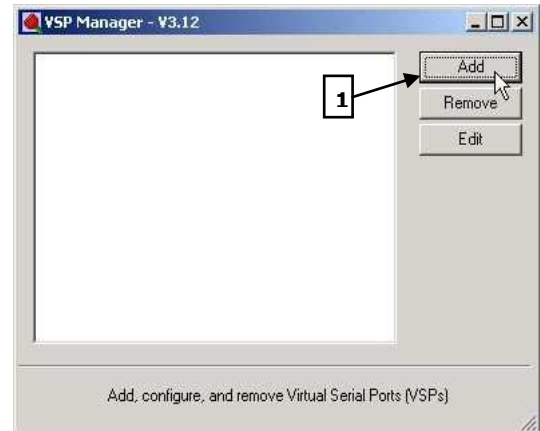 VSP Manager - V3.12
Add
1
Remove
Edit
Add, configure, and remove Virtual Serial Ports (VSPs)